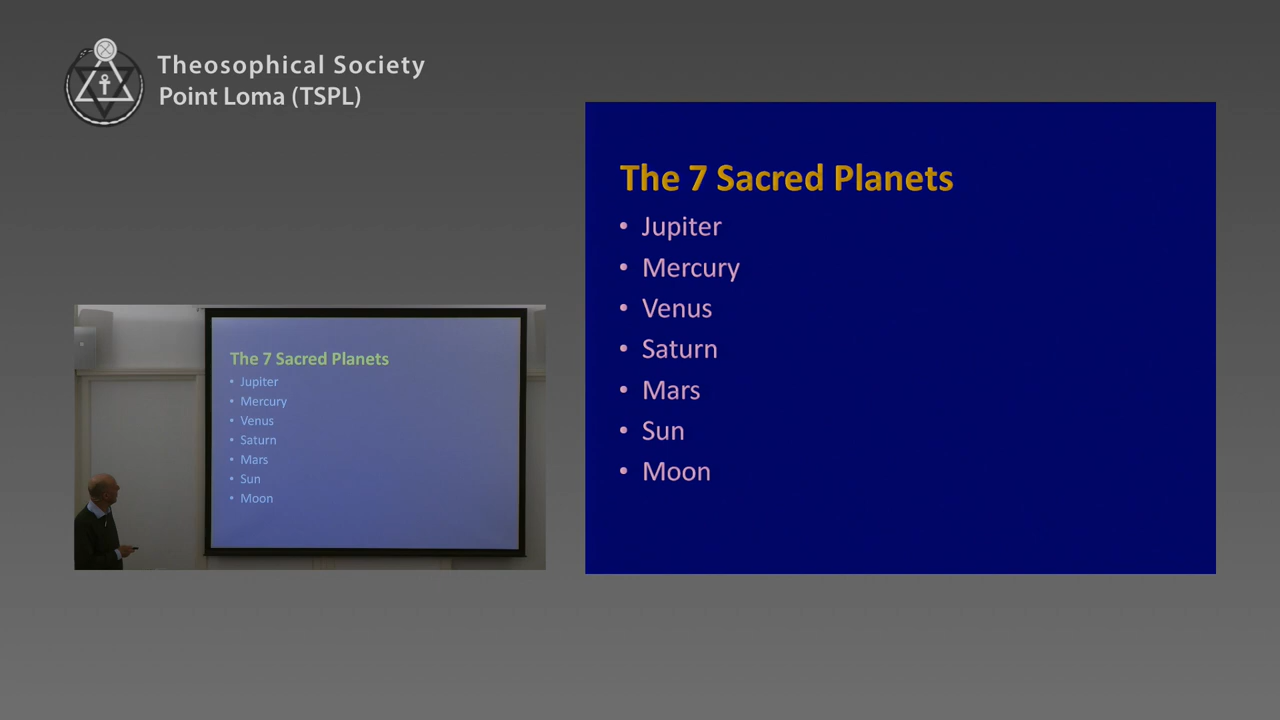 Theosophical Society
Point Loma (TSPL)
The 7 Sacred Planets
• Jupiter
• Mercury
• Venus
• Saturn
• Mars
• Sun
• Moon
The 7 Sacred Planets
• Jupiter
• Mercury
• Venus
• Saturn
• Mars
• Sun
• Moon